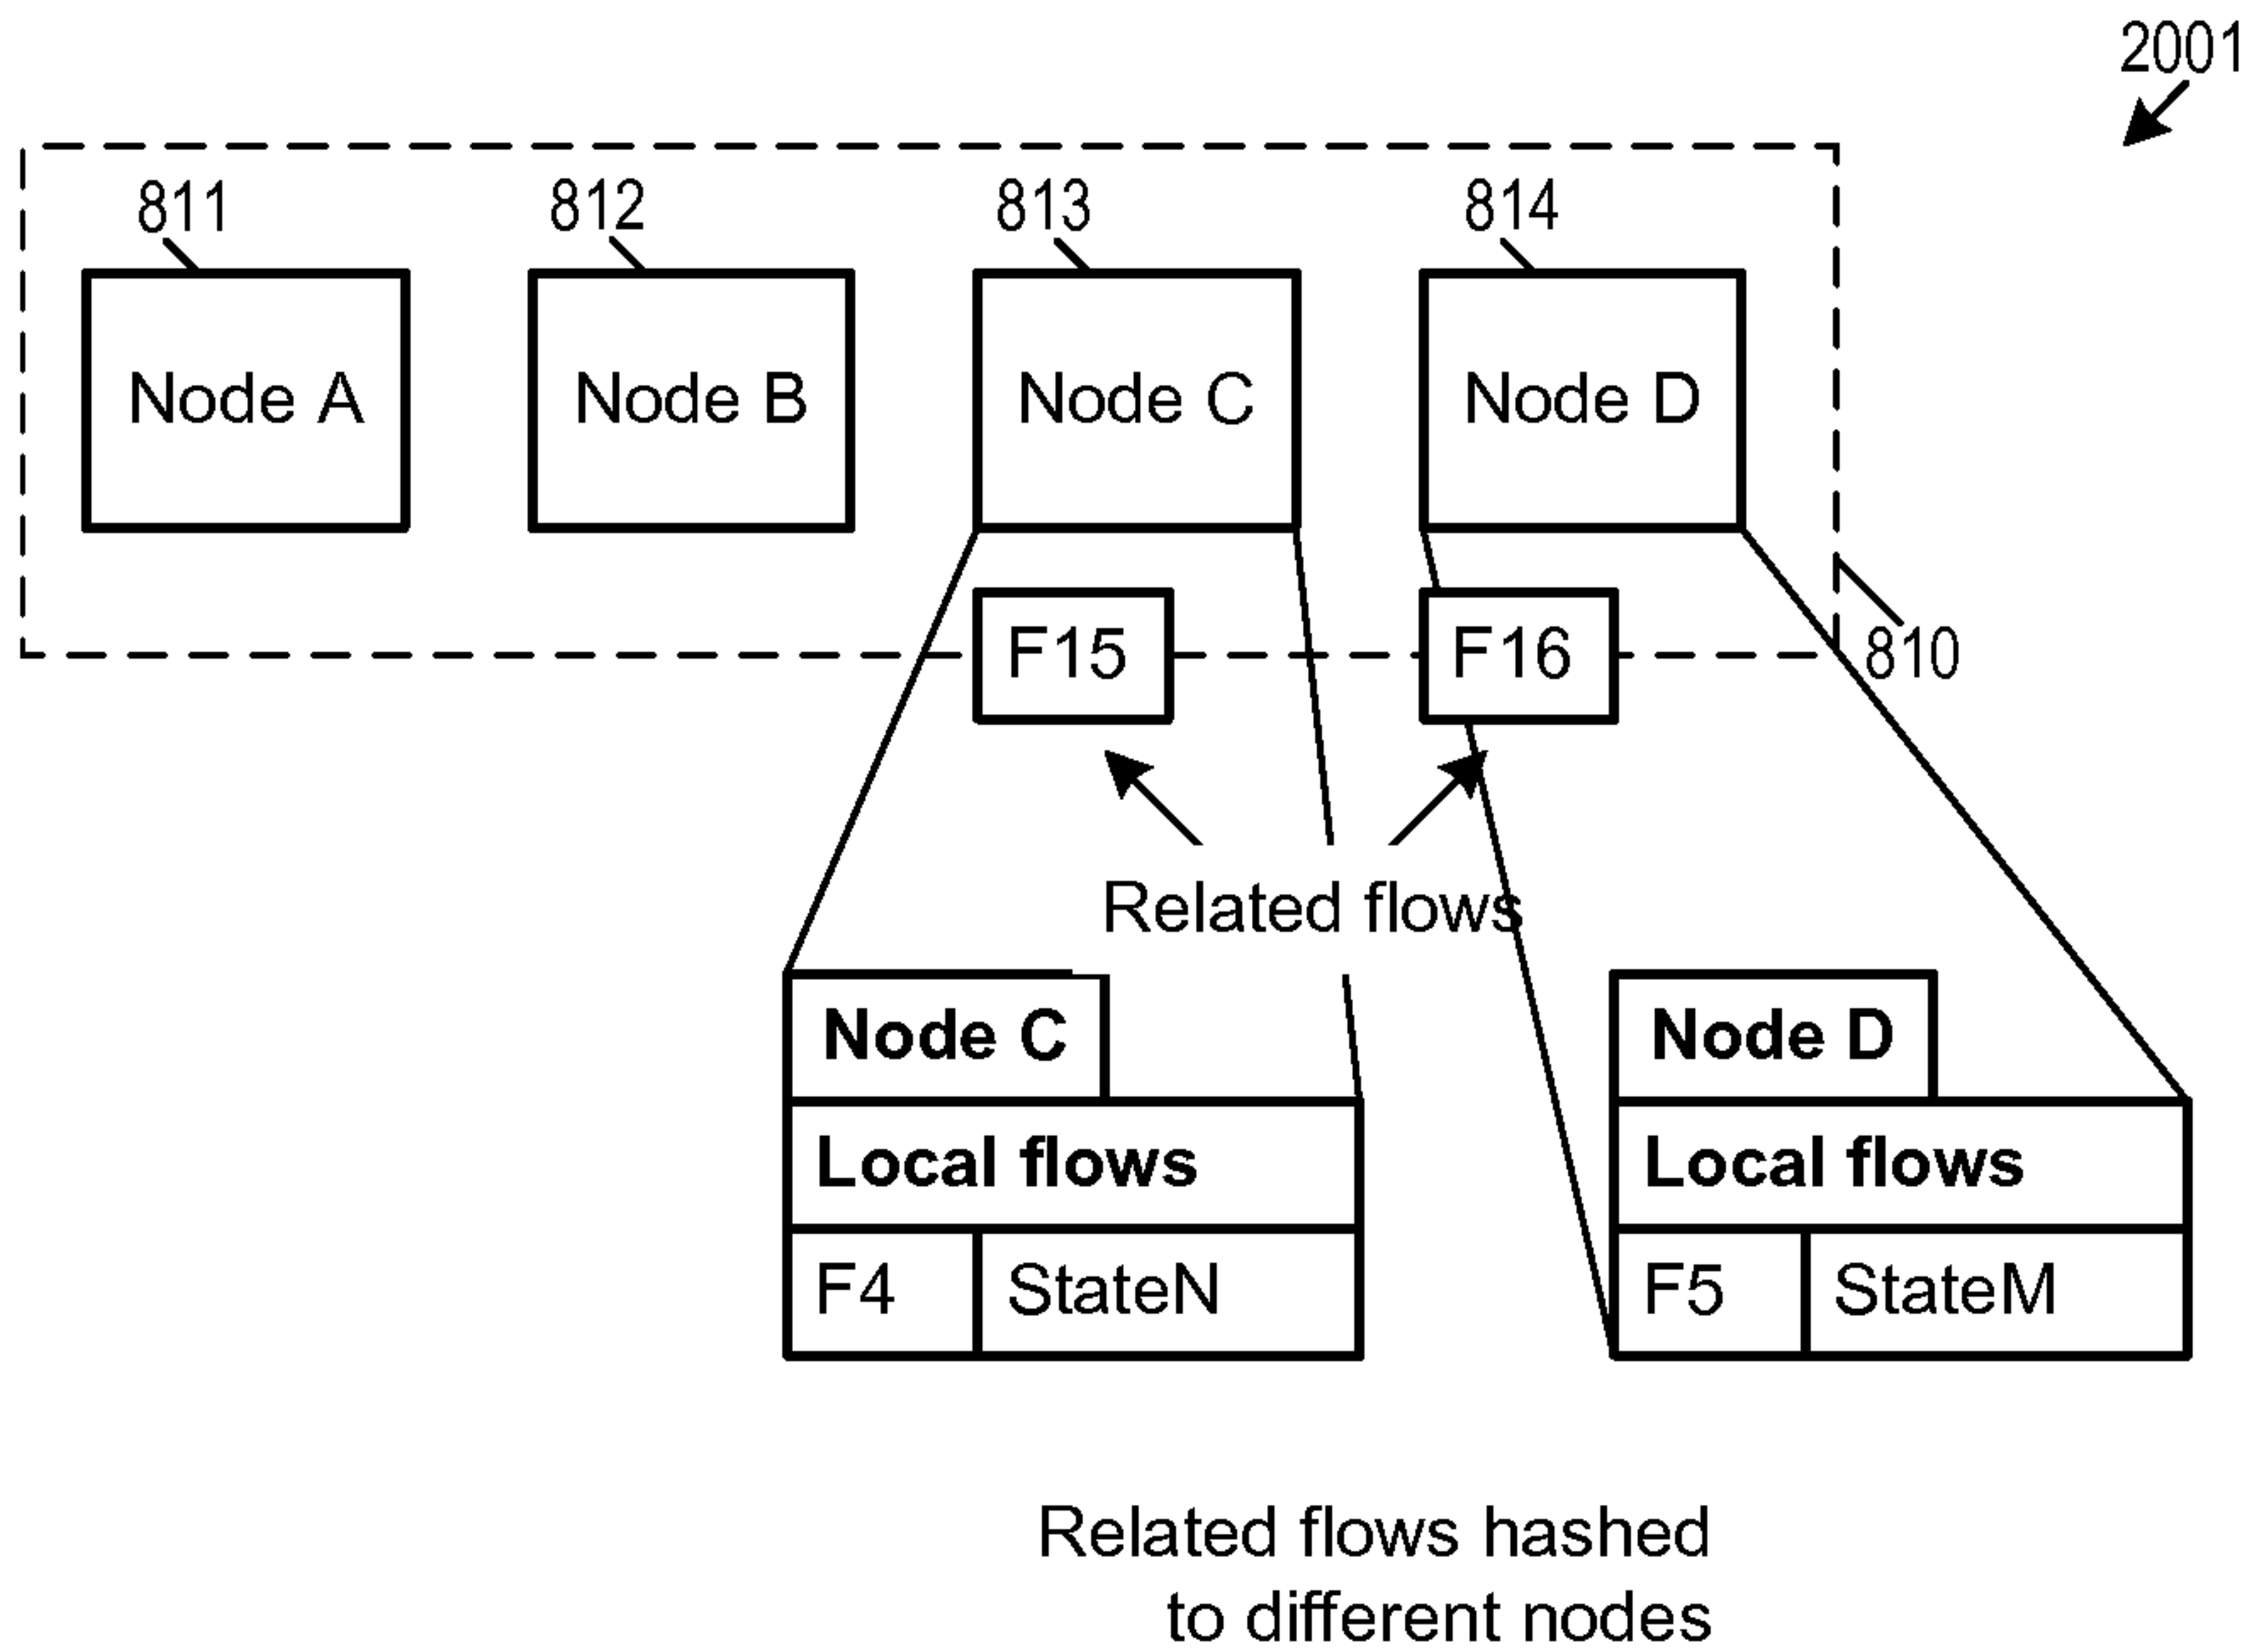 2001
811
812
813
814
Node A
Node B
Node C
Node D
F15
F16
810
Related flows
Node C
Node D
Local flows
Local flows
F4
StateN
F5
StateM
Related flows hashed
to different nodes